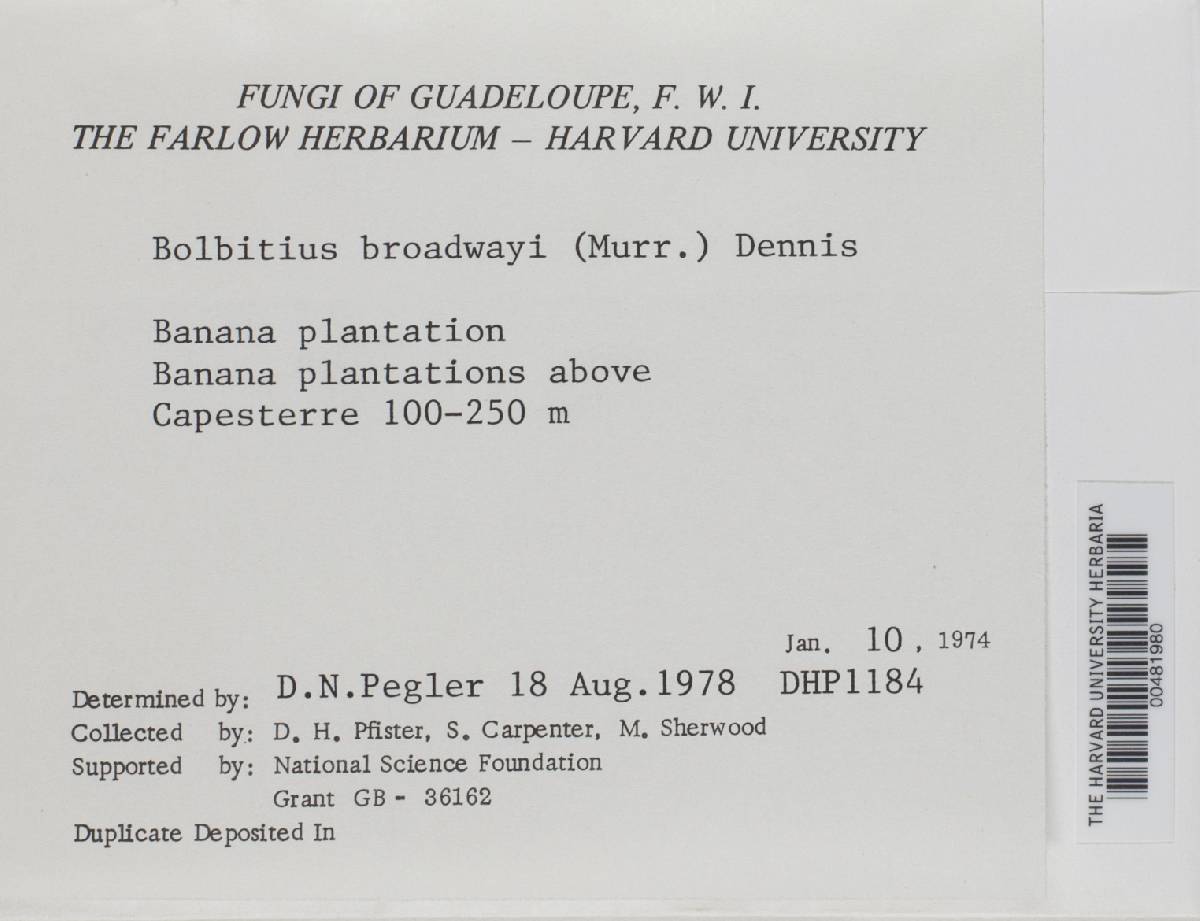 FUNGI OF GUADELOUPE, F. W. I.
THE FARLOW HERBARIUM – HARVARD UNIVERSITY
Bolbitius broadwayi (Murr.) Dennis
Banana plantation
Banana plantations above
Capesterre 100-250 m
Jan. 10, 1974
Determined by: D.N.Pegler 18 Aug.1978 DHP1184
Collected by: D. H. Pfister, S. Carpenter, M. Sherwood
Supported by: National Science Foundation
Grant GB - 36162
Duplicate Deposited In
THE HARVARD UNIVERSITY HERBARIA
00481980